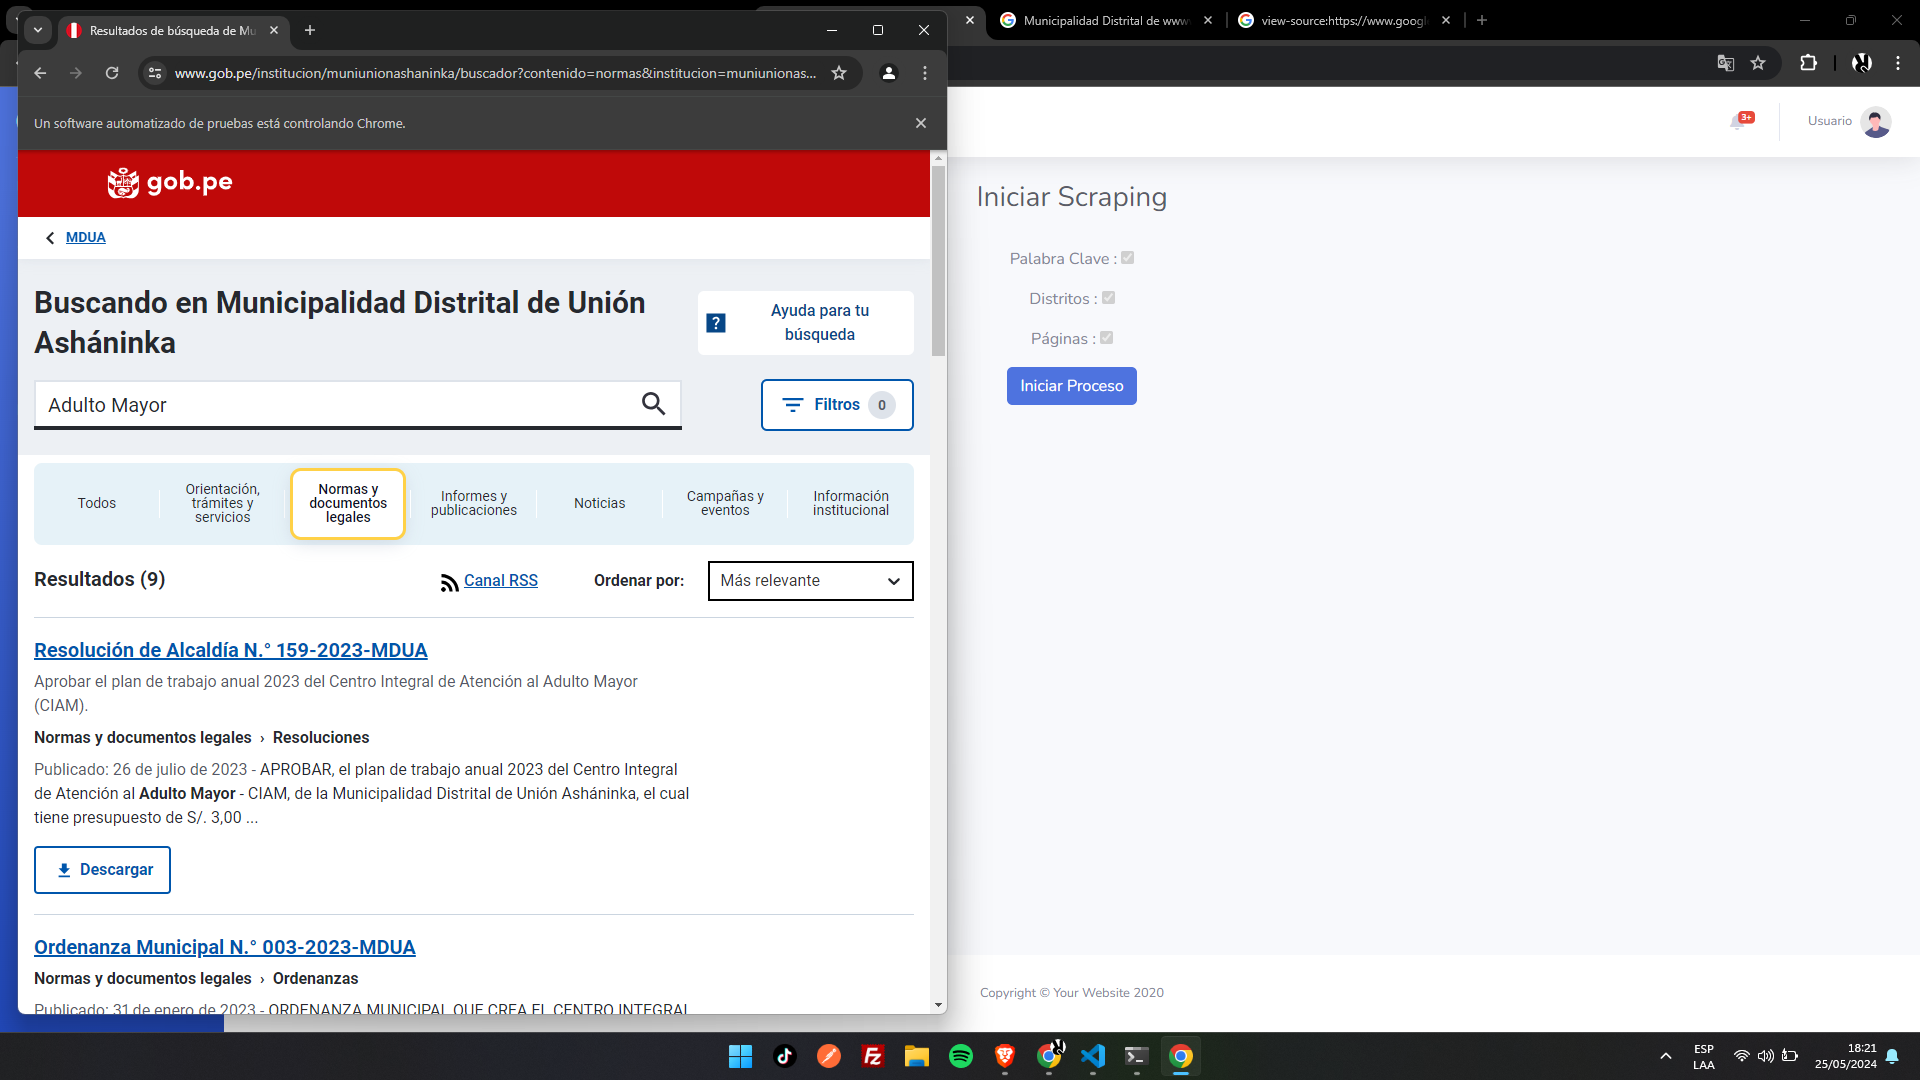 Resultados de búsqueda de Mu
www.gob.pe/institucion/muniunionashaninka/buscador?contenido=normas&institucion=muniunionas...
Un software automatizado de pruebas está controlando Chrome.
gob.pe
MDUA
Buscando en Municipalidad Distrital de Unión
Asháninka
? Ayuda para tu
búsqueda
Adulto Mayor
Filtros 0
Todos
Orientación,
trámites y
servicios
Normas y
documentos
legales
Informes y
publicaciones
Noticias
Campañas y
eventos
Información
institucional
Resultados (9)
Canal RSS
Ordenar por:
Más relevante
Resolución de Alcaldía N.° 159-2023-MDUA
Aprobar el plan de trabajo anual 2023 del Centro Integral de Atención al Adulto Mayor
(CIAM).
Normas y documentos legales › Resoluciones
Publicado: 26 de julio de 2023 - APROBAR, el plan de trabajo anual 2023 del Centro Integral
de Atención al Adulto Mayor - CIAM, de la Municipalidad Distrital de Unión Asháninka, el cual
tiene presupuesto de S/. 3,00 ...
Descargar
Ordenanza Municipal N.° 003-2023-MDUA
Normas y documentos legales › Ordenanzas
Publicado: 31 de enero de 2023 - ORDENANZA MUNICIPAL QUE CREA EL CENTRO INTEGRAL
Municipalidad Distrital de www
view-source:https://www.googl
3+
Usuario
Iniciar Scraping
Palabra Clave :
Distritos :
Páginas :
Iniciar Proceso
Copyright © Your Website 2020
ESP
LAA
18:21
25/05/2024